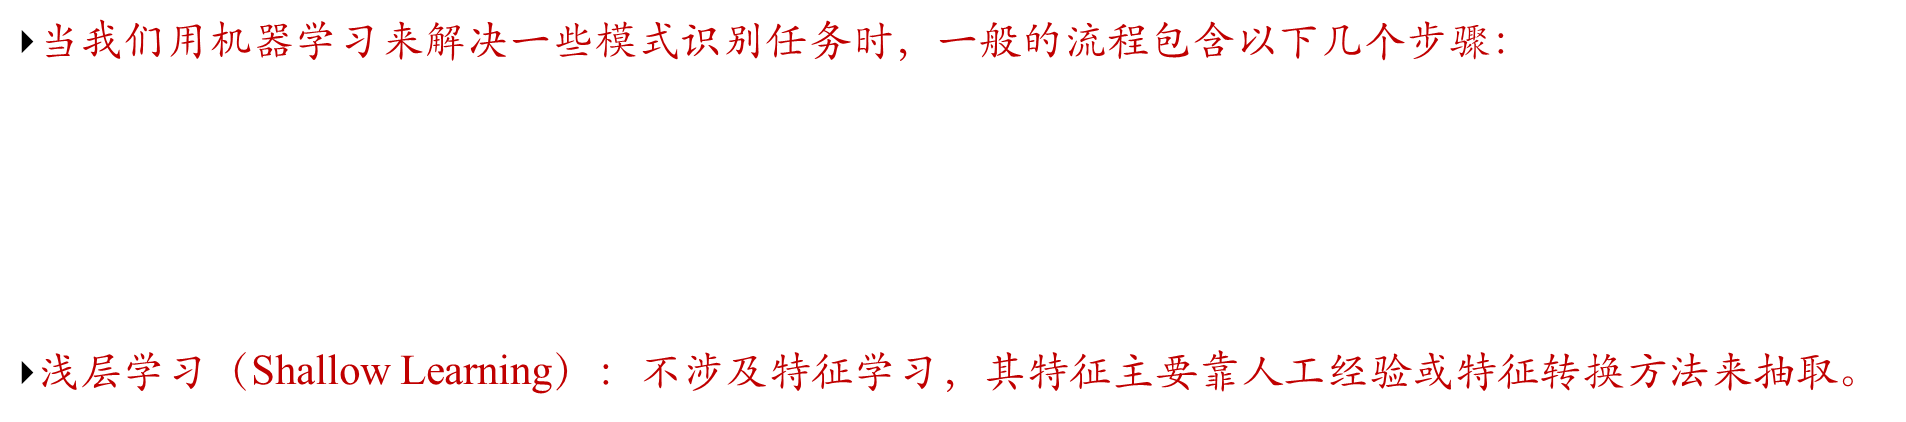 当我们用机器学习来解决一些模式识别任务时，一般的流程包含以下几个步骤：
浅层学习（Shallow Learning）：不涉及特征学习，其特征主要靠人工经验或特征转换方法来抽取。